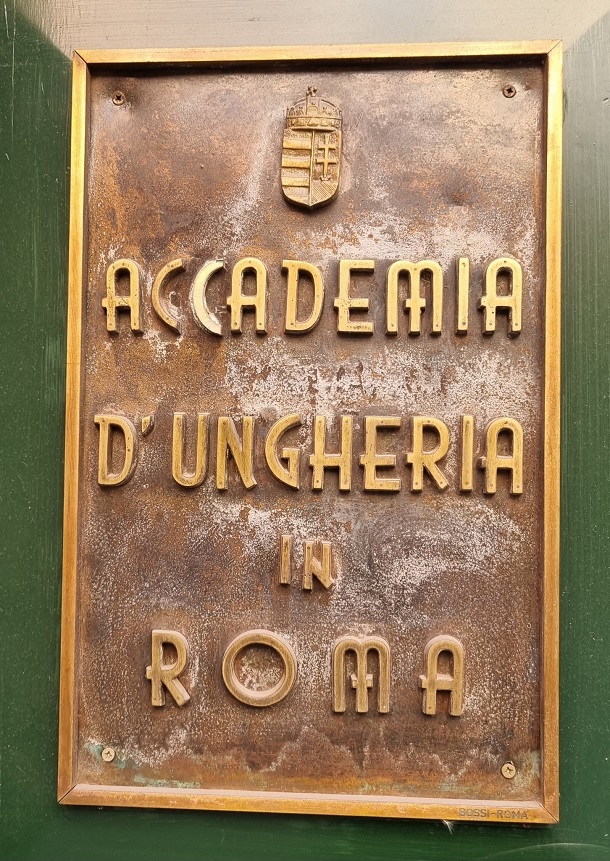 ACCADEMIA
D'UNGHERIA
IN
ROMA
BOSSI-ROMA